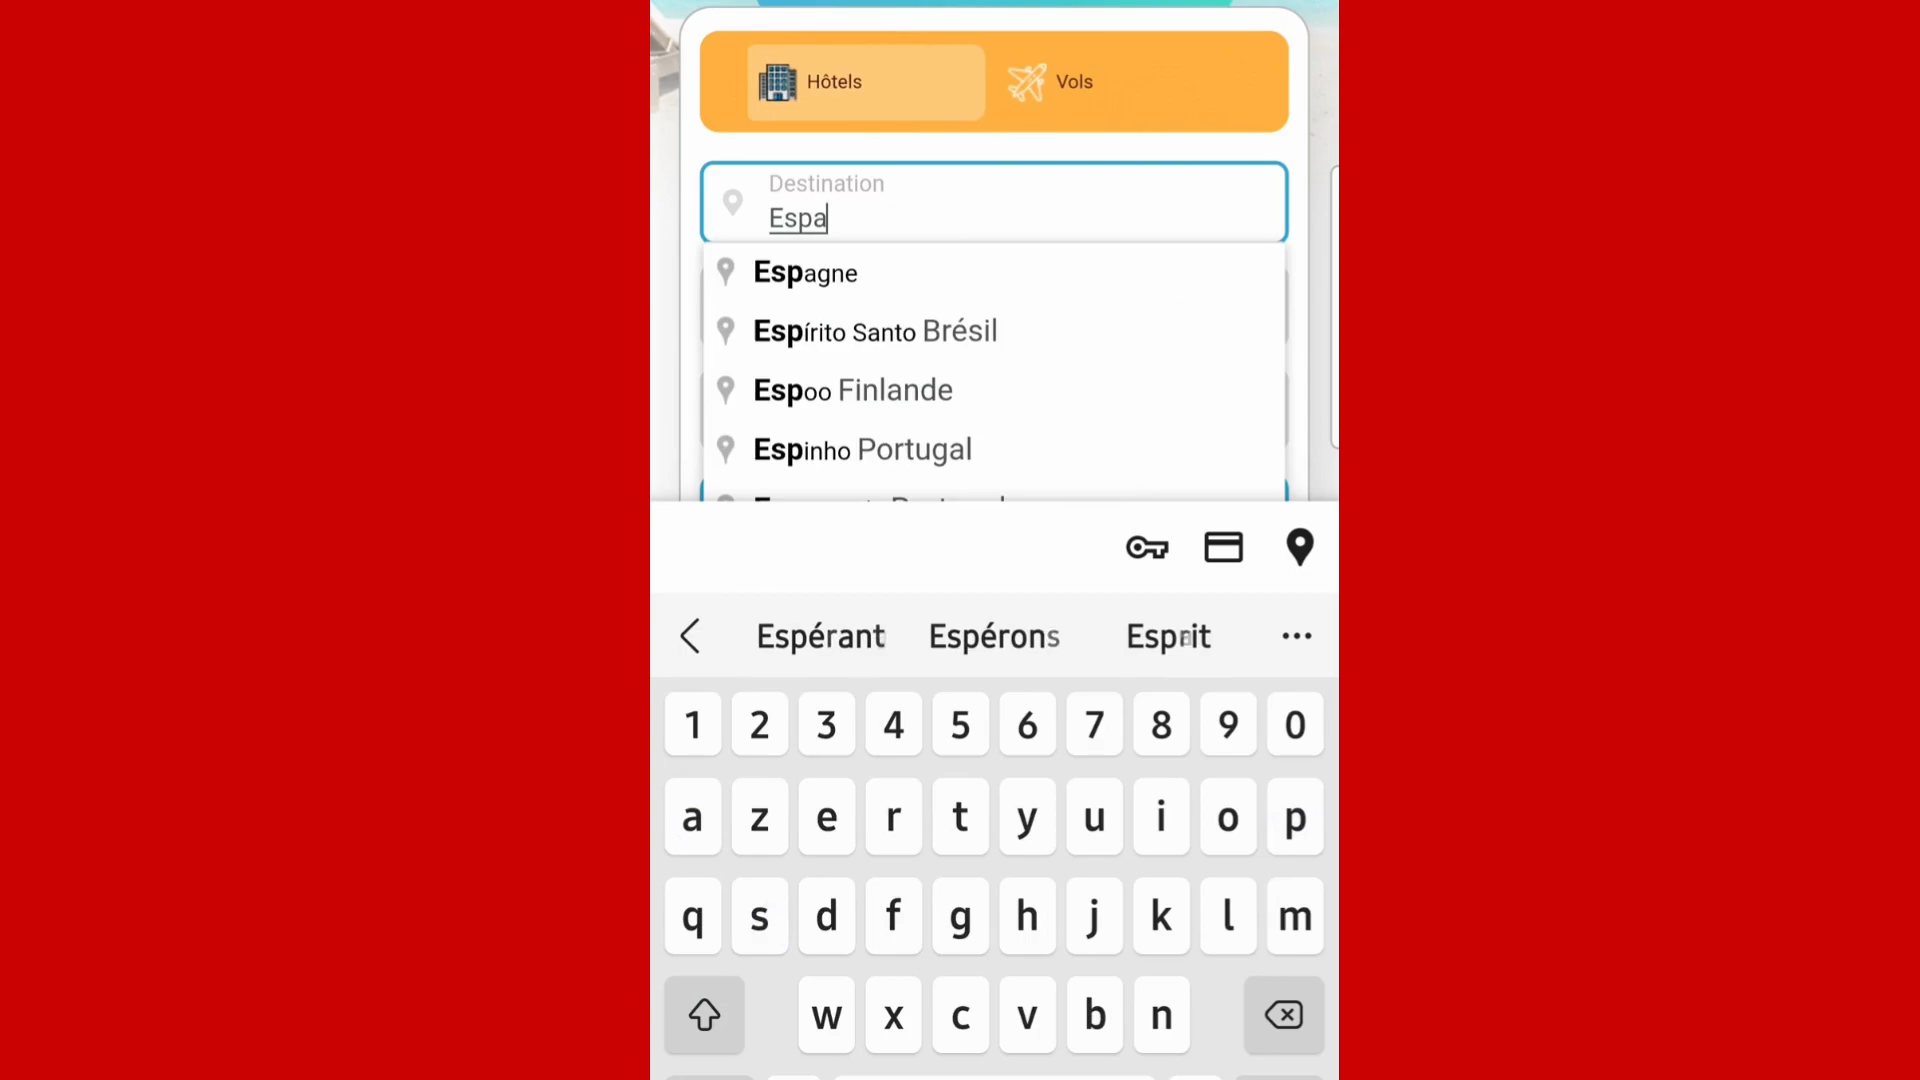 Hôtels
Vols
Destination
Espa
Espagne
Espírito Santo Brésil
Espoo Finlande
Espinho Portugal
Espérant Espérons
1 2 3 4 5 6 7 8 9 0
a z e r t y u i o p
q s d f g h j k l m
w x c v b n